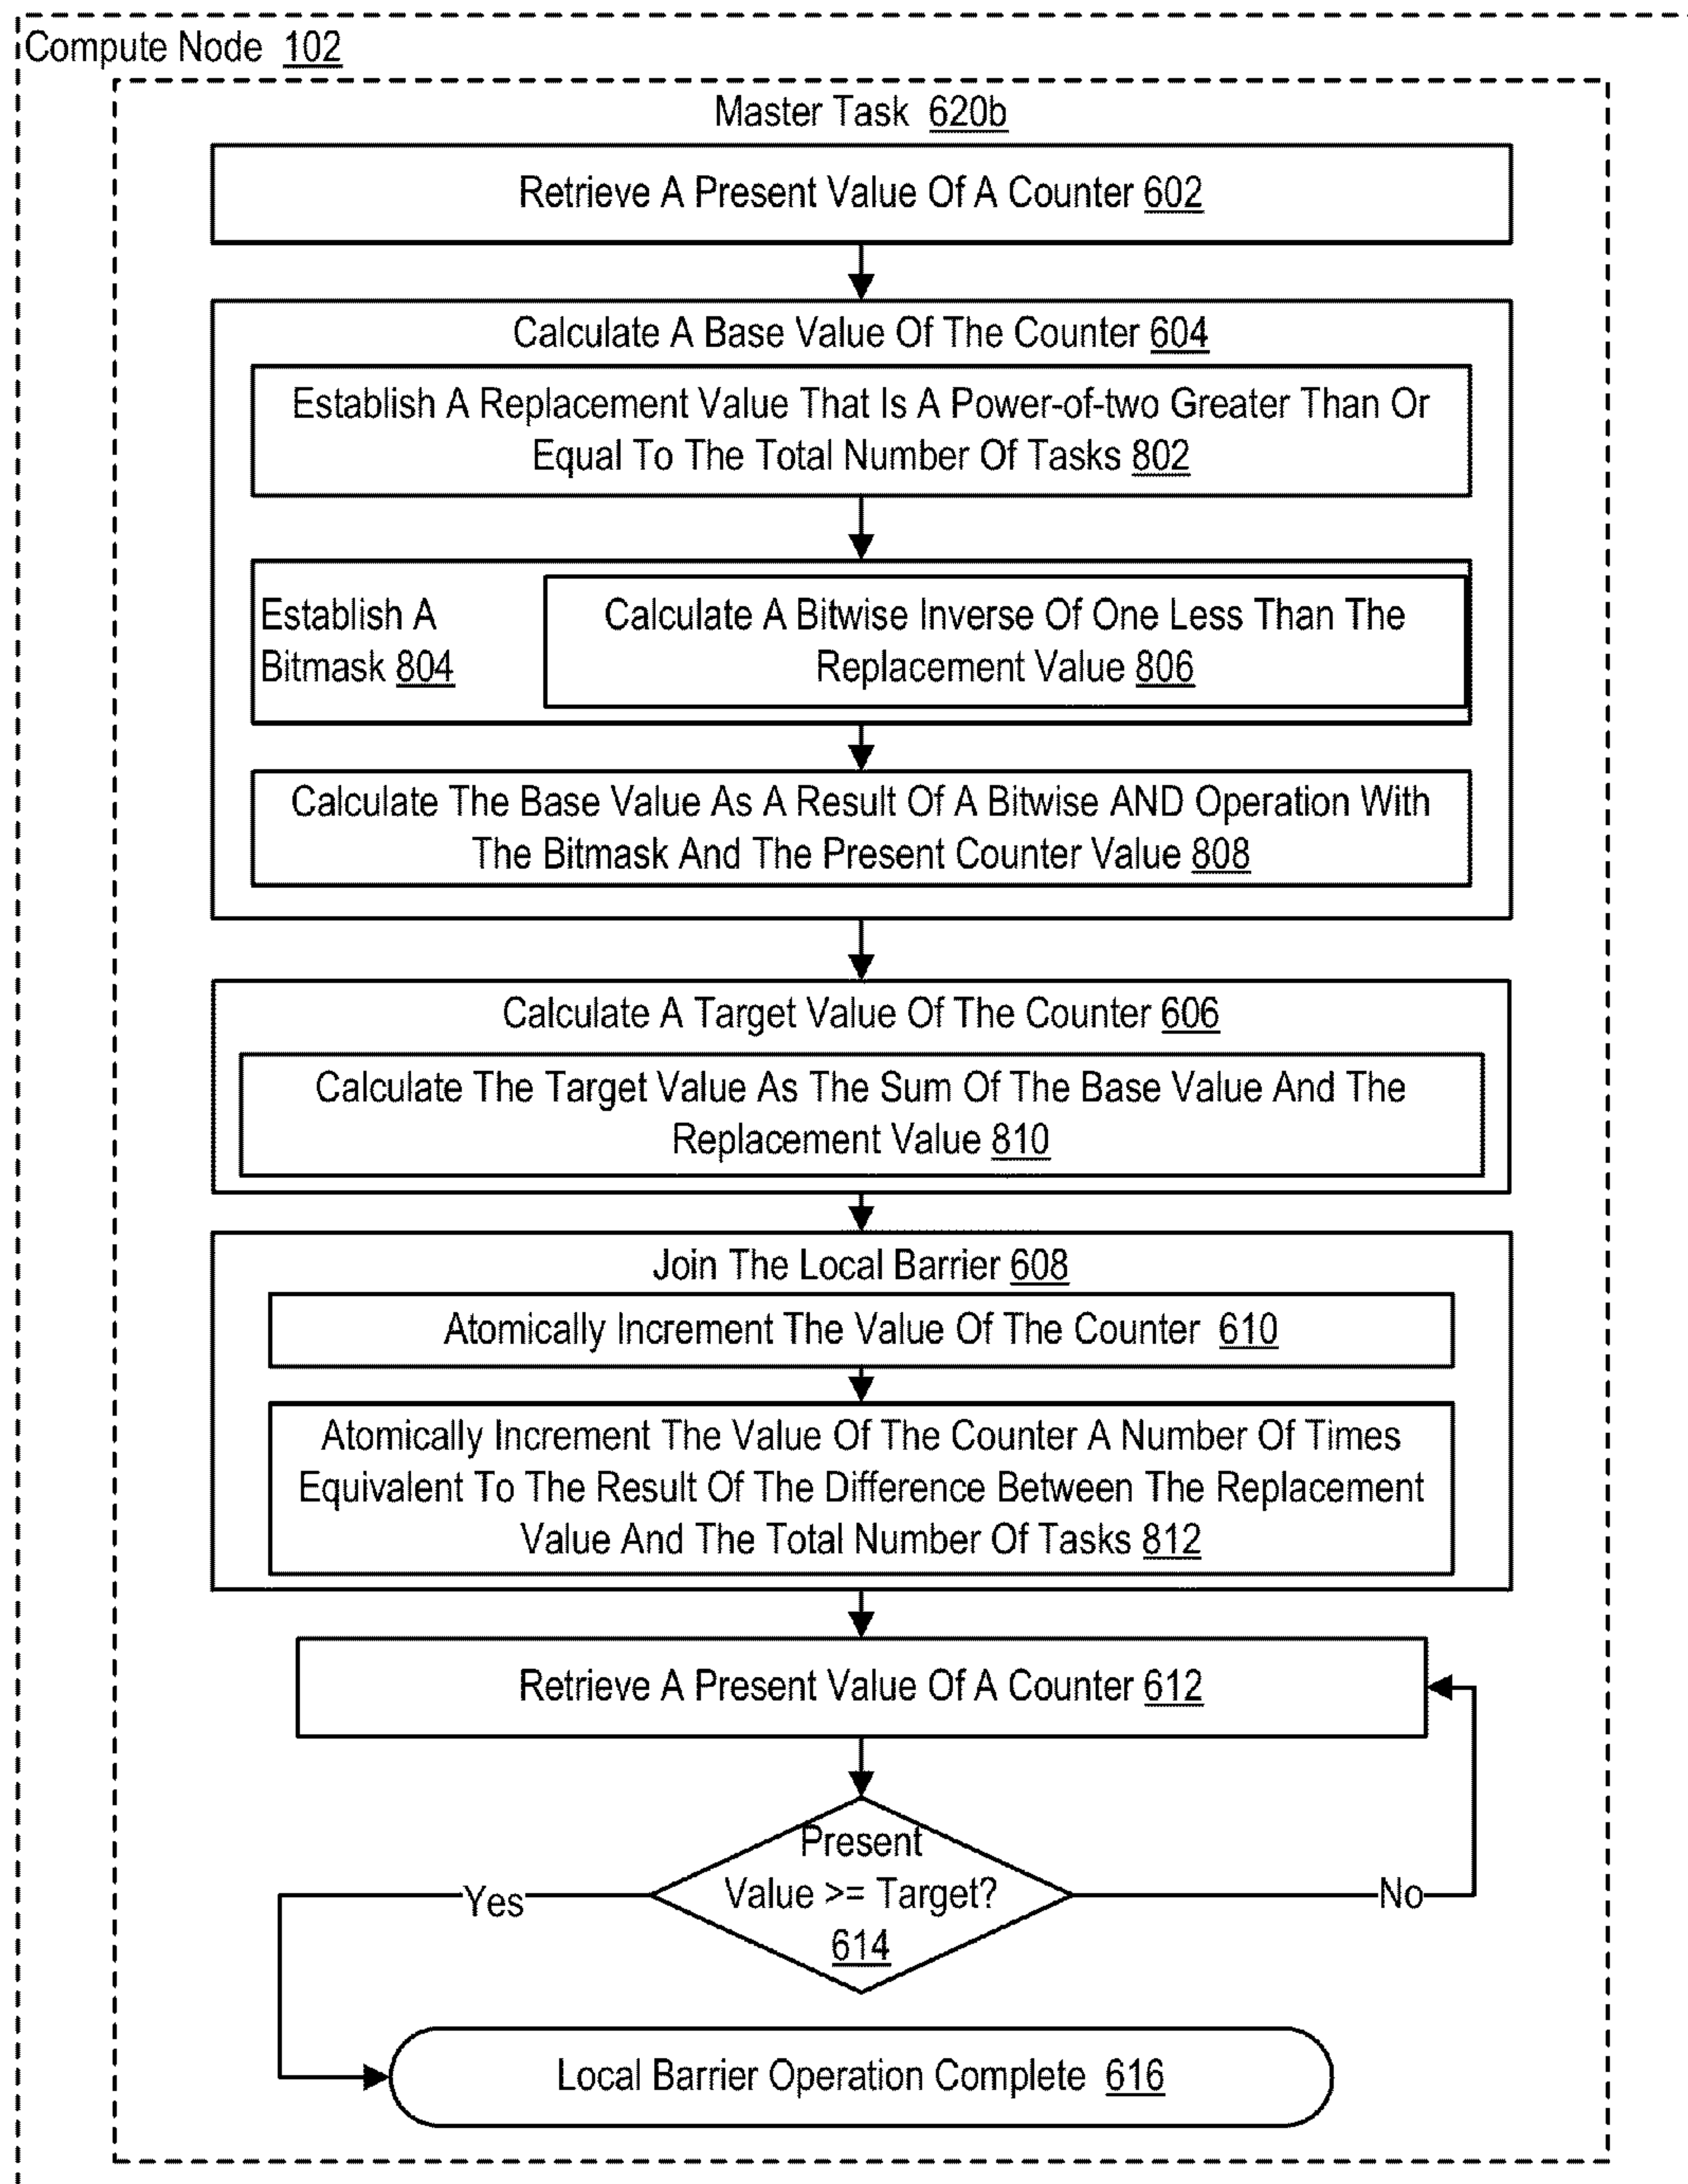 Compute Node 102
Master Task 620b
Retrieve A Present Value Of A Counter 602
Calculate A Base Value Of The Counter 604
Establish A Replacement Value That Is A Power-of-two Greater Than Or
Equal To The Total Number Of Tasks 802
Establish A
Bitmask 804
Calculate A Bitwise Inverse Of One Less Than The
Replacement Value 806
Calculate The Base Value As A Result Of A Bitwise AND Operation With
The Bitmask And The Present Counter Value 808
Calculate A Target Value Of The Counter 606
Calculate The Target Value As The Sum Of The Base Value And The
Replacement Value 810
Join The Local Barrier 608
Atomically Increment The Value Of The Counter 610
Atomically Increment The Value Of The Counter A Number Of Times
Equivalent To The Result Of The Difference Between The Replacement
Value And The Total Number Of Tasks 812
Retrieve A Present Value Of A Counter 612
Present
Value >= Target?
614
Yes
No
Local Barrier Operation Complete 616